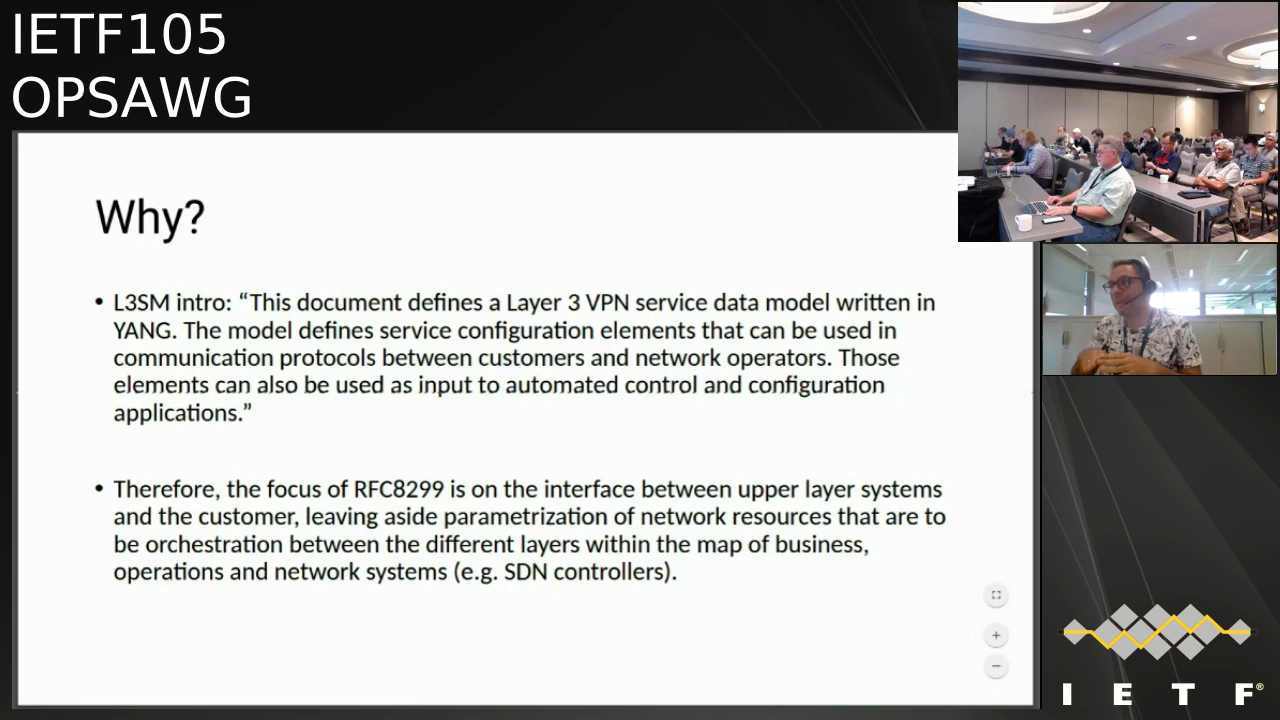 IETF105
OPSAWG
Why?
• L3SM intro: “This document defines a Layer 3 VPN service data model written in
YANG. The model defines service configuration elements that can be used in
communication protocols between customers and network operators. Those
elements can also be used as input to automated control and configuration
applications.”
• Therefore, the focus of RFC8299 is on the interface between upper layer systems
and the customer, leaving aside parametrization of network resources that are to
be orchestration between the different layers within the map of business,
operations and network systems (e.g. SDN controllers).
I E T F®